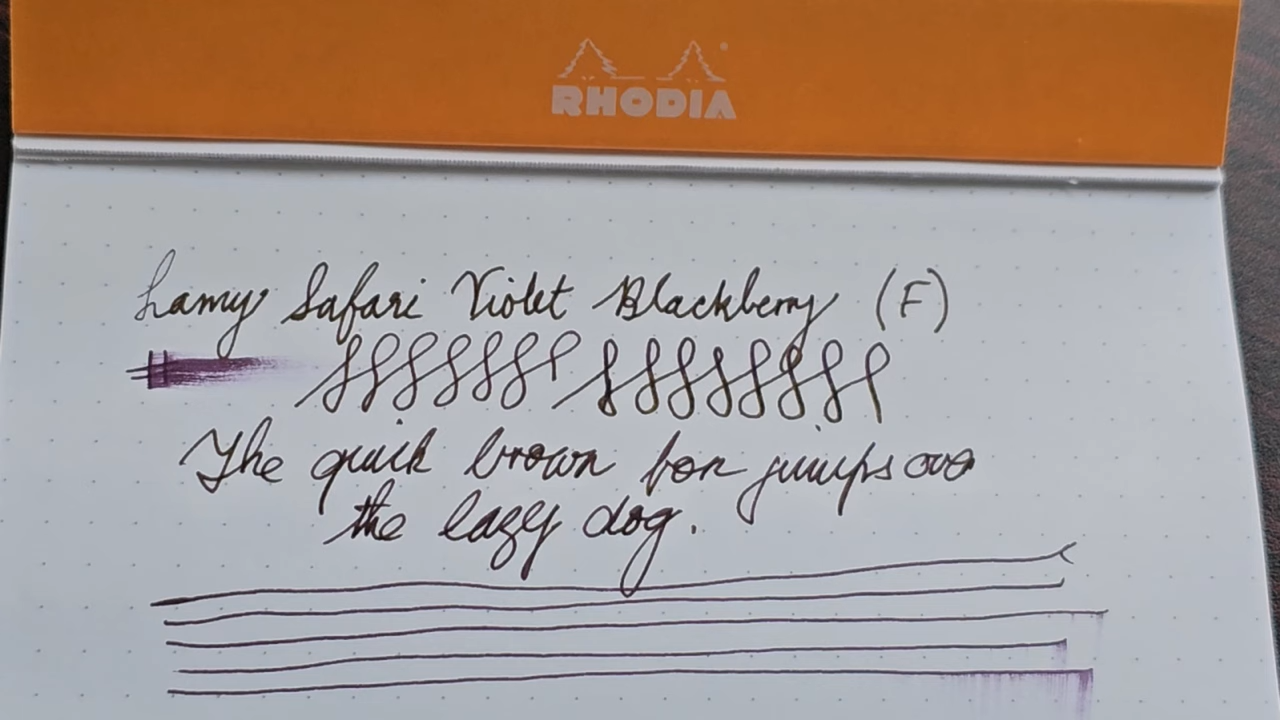 RHODIA
Lamy Safari Violet Blackberry (F)
The quick brown fox jumps over
the lazy dog.